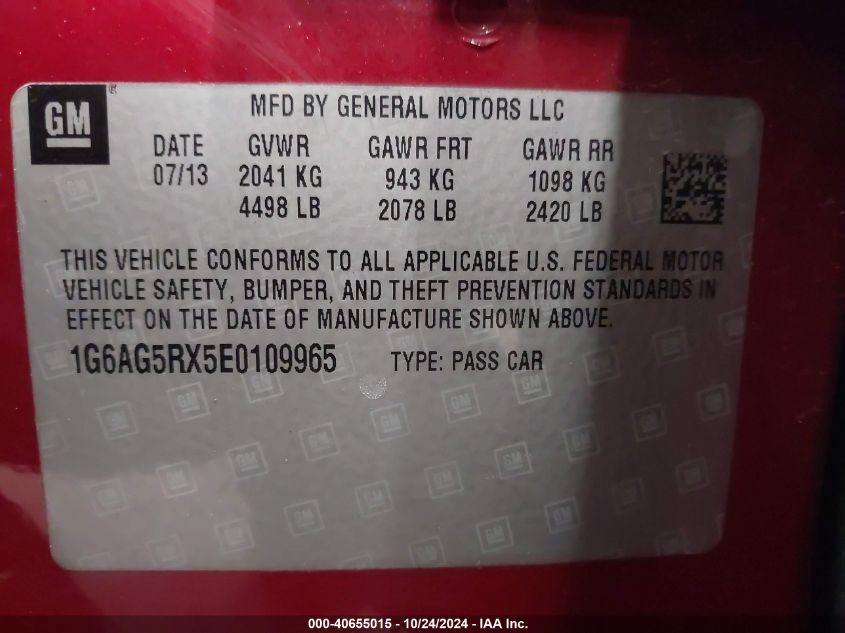 GM®
MFD BY GENERAL MOTORS LLC
DATE GVWR GAWR FRT GAWR RR
07/13 2041 KG 943 KG 1098 KG
4498 LB 2078 LB 2420 LB
THIS VEHICLE CONFORMS TO ALL APPLICABLE U.S. FEDERAL MOTOR
VEHICLE SAFETY, BUMPER, AND THEFT PREVENTION STANDARDS IN
EFFECT ON THE DATE OF MANUFACTURE SHOWN ABOVE.
1G6AG5RX5E0109965 TYPE: PASS CAR
000-40655015 - 10/24/2024 - IAA Inc.